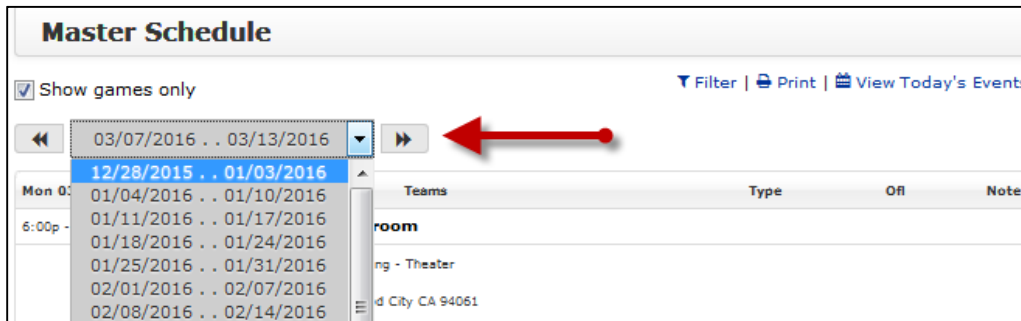 Master Schedule
Show games only
Filter | Print | View Today's Events
03/07/2016 . . 03/13/2016
12/28/2015 . . 01/03/2016
Mon 03
01/04/2016 . . 01/10/2016
Teams Type Ofl Note
01/11/2016 . . 01/17/2016
6:00p - room
01/18/2016 . . 01/24/2016
01/25/2016 . . 01/31/2016
ng - Theater
02/01/2016 . . 02/07/2016
02/08/2016 . . 02/14/2016
d City CA 94061